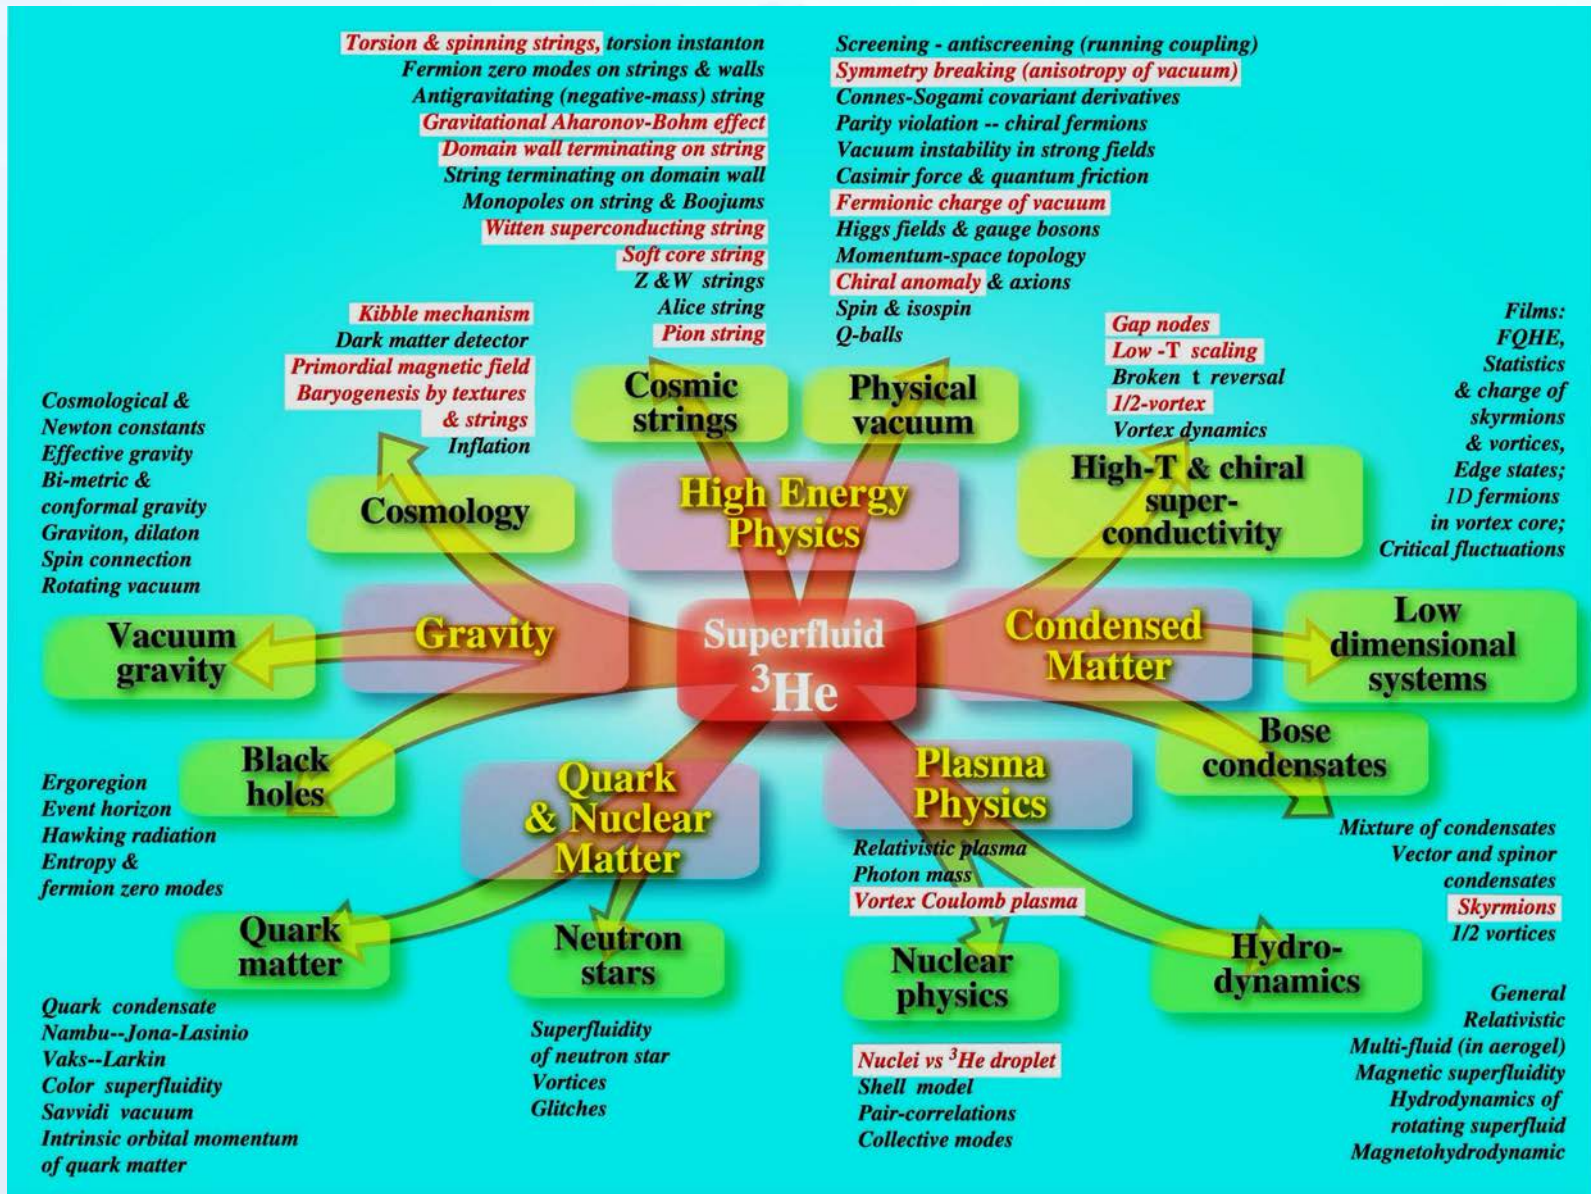 Torsion & spinning strings, torsion instanton
Fermion zero modes on strings & walls
Antigravitating (negative-mass) string
Gravitational Aharonov-Bohm effect
Domain wall terminating on string
String terminating on domain wall
Monopoles on string & Boojums
Witten superconducting string
Soft core string
Z &W strings
Alice string
Pion string
Screening - antiscreening (running coupling)
Symmetry breaking (anisotropy of vacuum)
Connes-Sogami covariant derivatives
Parity violation -- chiral fermions
Vacuum instability in strong fields
Casimir force & quantum friction
Fermionic charge of vacuum
Higgs fields & gauge bosons
Momentum-space topology
Chiral anomaly & axions
Spin & isospin
Q-balls
Kibble mechanism
Dark matter detector
Primordial magnetic field
Baryogenesis by textures
& strings
Inflation
Gap nodes
Low -T scaling
Broken t reversal
1/2-vortex
Vortex dynamics
Films:
FQHE,
Statistics
& charge of
skyrmions
& vortices,
Edge states;
1D fermions
in vortex core;
Critical fluctuations
Cosmological &
Newton constants
Effective gravity
Bi-metric &
conformal gravity
Graviton, dilaton
Spin connection
Rotating vacuum
Cosmic
strings
Physical
vacuum
Cosmology
High Energy
Physics
High-T & chiral
super-
conductivity
Vacuum
gravity
Gravity
Superfluid
³He
Condensed
Matter
Low
dimensional
systems
Black
holes
Quark
& Nuclear
Matter
Plasma
Physics
Bose
condensates
Ergoregion
Event horizon
Hawking radiation
Entropy &
fermion zero modes
Relativistic plasma
Photon mass
Vortex Coulomb plasma
Mixture of condensates
Vector and spinor
condensates
Skyrmions
1/2 vortices
Quark
matter
Neutron
stars
Nuclear
physics
Hydro-
dynamics
Quark condensate
Nambu--Jona-Lasinio
Vaks--Larkin
Color superfluidity
Savvidi vacuum
Intrinsic orbital momentum
of quark matter
Superfluidity
of neutron star
Vortices
Glitches
Nuclei vs ³He droplet
Shell model
Pair-correlations
Collective modes
General
Relativistic
Multi-fluid (in aerogel)
Magnetic superfluidity
Hydrodynamics of
rotating superfluid
Magnetohydrodynamic